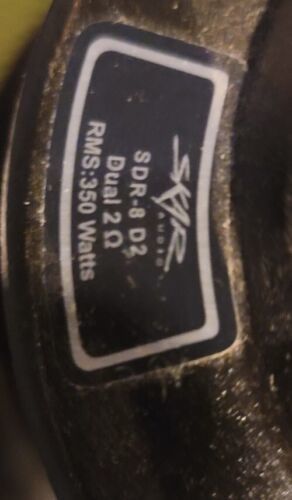 SKAR
AUDIO
SDR-8 D2
Dual 2 Ω
RMS:350 Watts